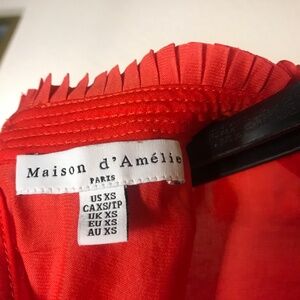 Maison d'Amélie
PARIS
US XS
CA XS/TP
UK XS
EU XS
AU XS